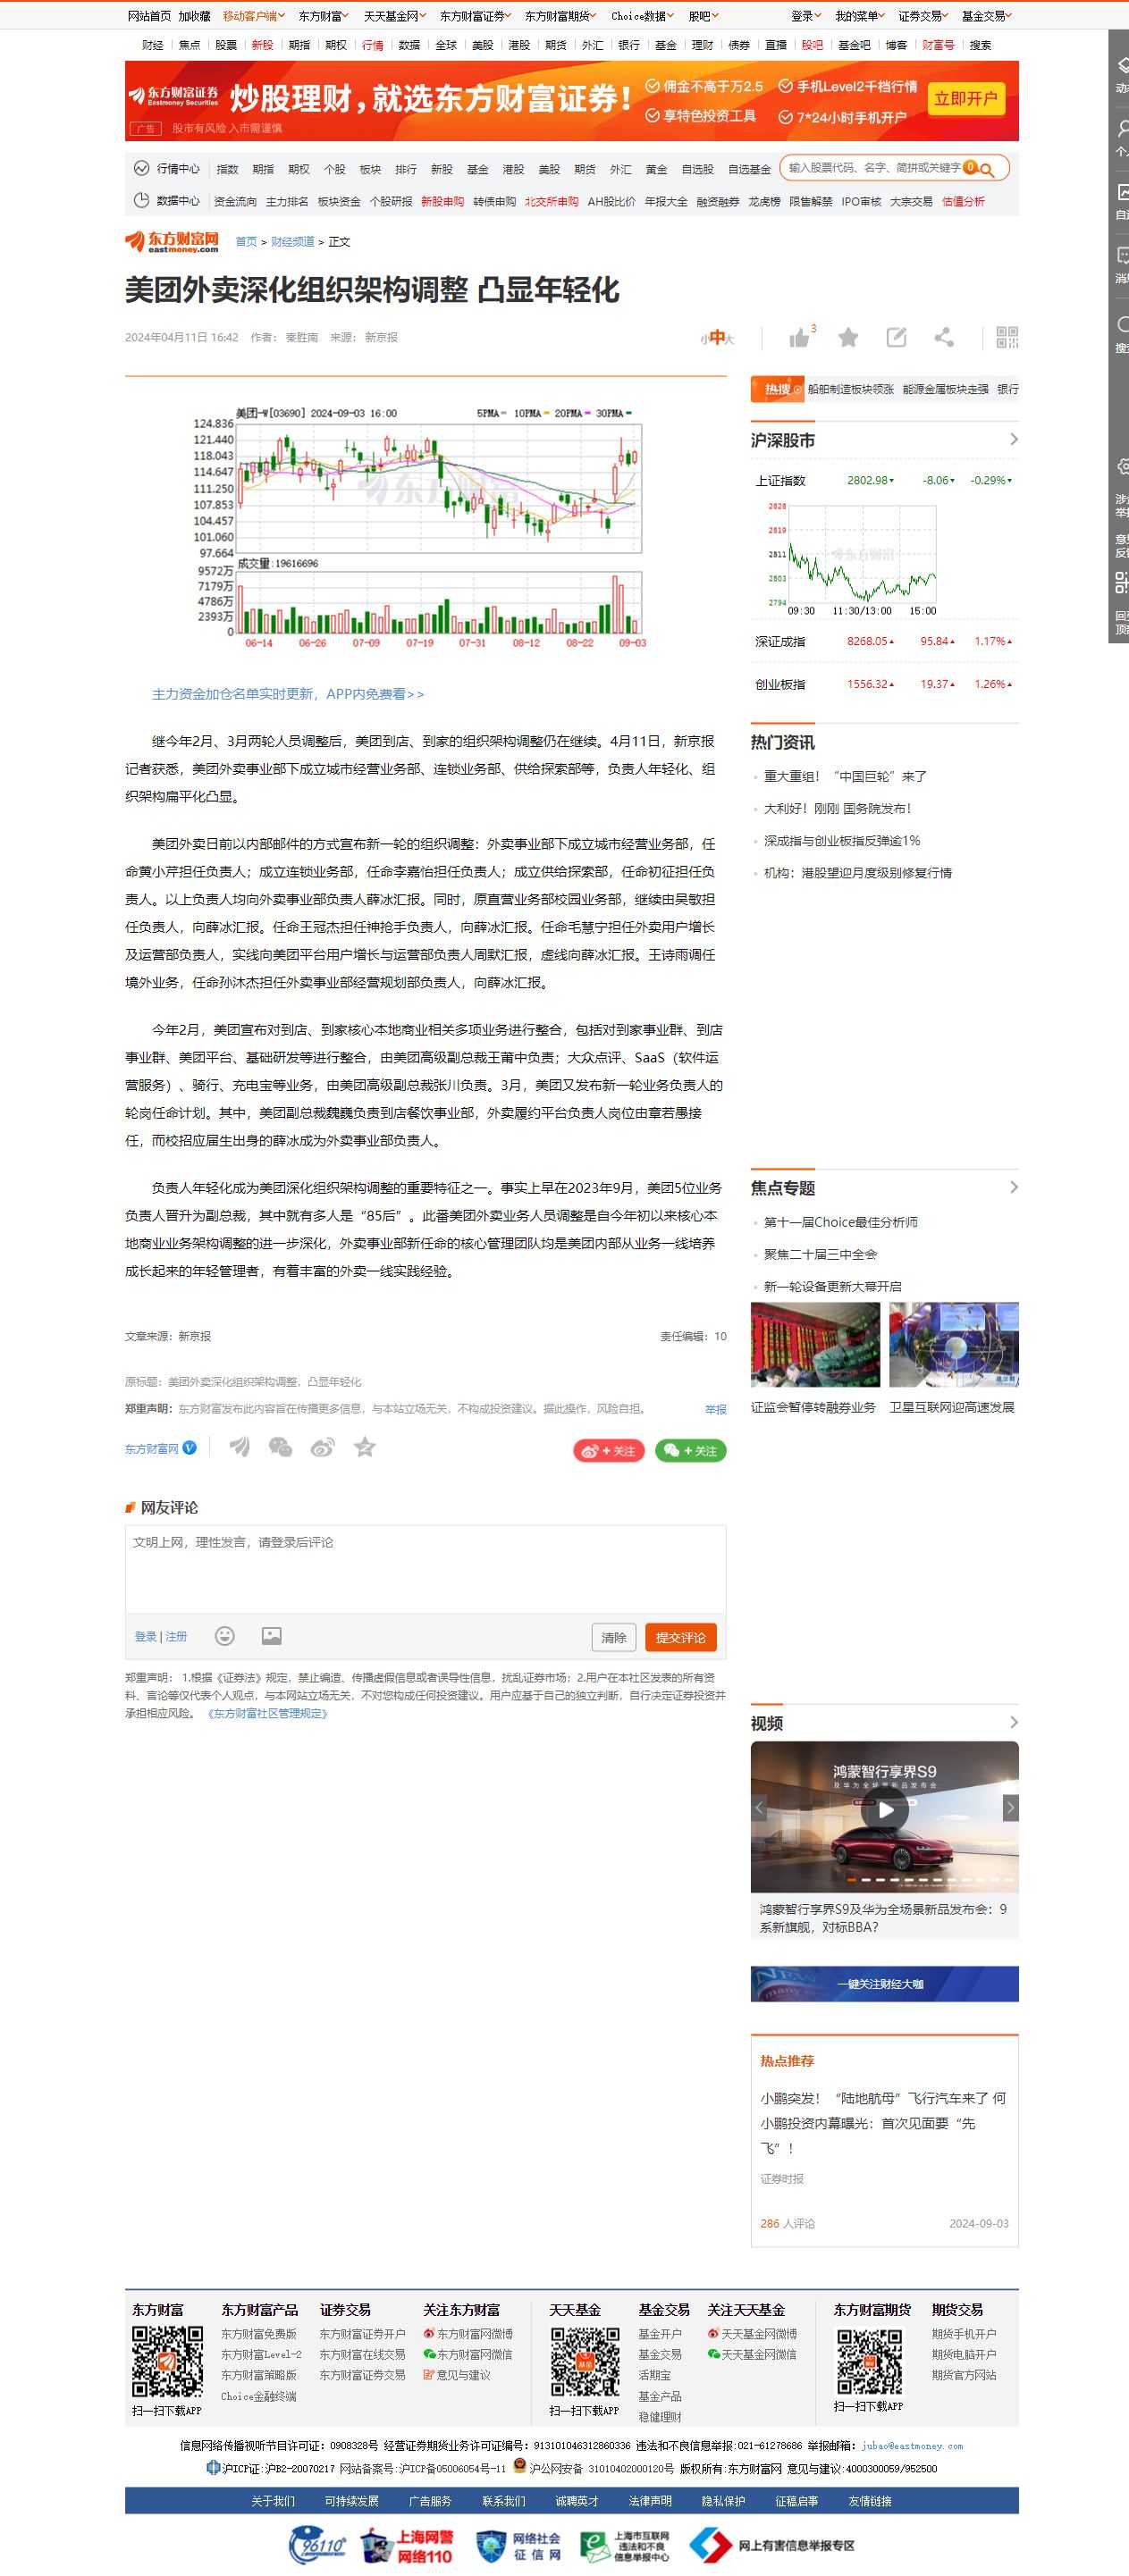 网站首页 加收藏 移动客户端 东方财富 天天基金网 东方财富证券 东方财富期货 Choice数据 股吧 登录 我的菜单 证券交易 基金交易
财经 焦点 股票 新股 期指 期权 行情 数据 全球 美股 港股 期货 外汇 银行 基金 理财 债券 直播 股吧 基金吧 博客 财富号 搜索
东方财富证券 Eastmoney Securities 炒股理财，就选东方财富证券！ 佣金不高于万2.5 手机Level2千档行情 立即开户
享特色投资工具 7*24小时手机开户
广告 股市有风险 入市需谨慎
行情中心 指数 期指 期权 个股 板块 排行 新股 基金 港股 美股 期货 外汇 黄金 自选股 自选基金 输入股票代码、名字、简拼或关键字 0
数据中心 资金流向 主力排名 板块资金 个股研报 新股申购 转债申购 北交所申购 AH股比价 年报大全 融资融券 龙虎榜 限售解禁 IPO审核 大宗交易 估值分析
东方财富网 eastmoney.com 首页 > 财经频道 > 正文
美团外卖深化组织架构调整 凸显年轻化
2024年04月11日 16:42 作者： 秦胜南 来源： 新京报
小中大 3
美团-W[03690] 2024-09-03 16:00 5PMA 10PMA 20PMA 30PMA
124.836
121.440
118.043
114.647
111.250
107.853
104.457
101.060
97.664
东方财富
成交量:19616696
9572万
7179万
4786万
2393万
0
06-14 06-26 07-09 07-19 07-31 08-12 08-22 09-03
主力资金加仓名单实时更新，APP内免费看>>
继今年2月、3月两轮人员调整后，美团到店、到家的组织架构调整仍在继续。4月11日，新京报
记者获悉，美团外卖事业部下成立城市经营业务部、连锁业务部、供给探索部等，负责人年轻化、组
织架构扁平化凸显。
美团外卖日前以内部邮件的方式宣布新一轮的组织调整：外卖事业部下成立城市经营业务部，任
命黄小芹担任负责人；成立连锁业务部，任命李嘉怡担任负责人；成立供给探索部，任命初征担任负
责人。以上负责人均向外卖事业部负责人薛冰汇报。同时，原直营业务部校园业务部，继续由吴敏担
任负责人，向薛冰汇报。任命王冠杰担任神抢手负责人，向薛冰汇报。任命毛慧宁担任外卖用户增长
及运营部负责人，实线向美团平台用户增长与运营部负责人周默汇报，虚线向薛冰汇报。王诗雨调任
境外业务，任命孙沐杰担任外卖事业部经营规划部负责人，向薛冰汇报。
今年2月，美团宣布对到店、到家核心本地商业相关多项业务进行整合，包括对到家事业群、到店
事业群、美团平台、基础研发等进行整合，由美团高级副总裁王莆中负责；大众点评、SaaS（软件运
营服务）、骑行、充电宝等业务，由美团高级副总裁张川负责。3月，美团又发布新一轮业务负责人的
轮岗任命计划。其中，美团副总裁魏巍负责到店餐饮事业部，外卖履约平台负责人岗位由章若愚接
任，而校招应届生出身的薛冰成为外卖事业部负责人。
负责人年轻化成为美团深化组织架构调整的重要特征之一。事实上早在2023年9月，美团5位业务
负责人晋升为副总裁，其中就有多人是“85后”。此番美团外卖业务人员调整是自今年初以来核心本
地商业业务架构调整的进一步深化，外卖事业部新任命的核心管理团队均是美团内部从业务一线培养
成长起来的年轻管理者，有着丰富的外卖一线实践经验。
文章来源：新京报 责任编辑：10
原标题：美团外卖深化组织架构调整，凸显年轻化
郑重声明：东方财富发布此内容旨在传播更多信息，与本站立场无关，不构成投资建议。据此操作，风险自担。 举报
东方财富网 +关注 +关注
网友评论
文明上网，理性发言，请登录后评论
登录 | 注册 清除 提交评论
郑重声明： 1.根据《证券法》规定，禁止编造、传播虚假信息或者误导性信息，扰乱证券市场；2.用户在本社区发表的所有资
料、言论等仅代表个人观点，与本网站立场无关，不对您构成任何投资建议。用户应基于自己的独立判断，自行决定证券投资并
承担相应风险。《东方财富社区管理规定》
热搜 船舶制造板块领涨 能源金属板块走强 银行
沪深股市
上证指数 2802.98 -8.06 -0.29%
2828
2819
2811
2803
2794
东方财富
09:30 11:30/13:00 15:00
深证成指 8268.05 95.84 1.17%
创业板指 1556.32 19.37 1.26%
热门资讯
重大重组！“中国巨轮”来了
大利好！刚刚 国务院发布！
深成指与创业板指反弹逾1%
机构：港股望迎月度级别修复行情
焦点专题
第十一届Choice最佳分析师
聚焦二十届三中全会
新一轮设备更新大幕开启
证监会暂停转融券业务 卫星互联网迎高速发展
视频
鸿蒙智行享界S9
及华为全场景新品发布会
鸿蒙智行享界S9及华为全场景新品发布会：9
系新旗舰，对标BBA？
一键关注财经大咖
热点推荐
小鹏突发！“陆地航母”飞行汽车来了 何
小鹏投资内幕曝光：首次见面要“先
飞”！
证券时报
286 人评论 2024-09-03
东方财富 东方财富产品 证券交易 关注东方财富 天天基金 基金交易 关注天天基金 东方财富期货 期货交易
东方财富免费版 东方财富证券开户 东方财富网微博 基金开户 天天基金网微博 期货手机开户
东方财富Level-2 东方财富在线交易 东方财富网微信 基金交易 天天基金网微信 期货电脑开户
东方财富策略版 东方财富证券交易 意见与建议 活期宝 期货官方网站
Choice金融终端 基金产品
扫一扫下载APP 扫一扫下载APP 稳健理财 扫一扫下载APP
信息网络传播视听节目许可证：0908328号 经营证券期货业务许可证编号：913101046312860336 违法和不良信息举报:021-61278686 举报邮箱：jubao@eastmoney.com
沪ICP证:沪B2-20070217 网站备案号:沪ICP备05006054号-11 沪公网安备 31010402000120号 版权所有:东方财富网 意见与建议:4000300059/952500
关于我们 可持续发展 广告服务 联系我们 诚聘英才 法律声明 隐私保护 征稿启事 友情链接
96110 上海网警 网络110 网络社会 征信网 上海市互联网 违法和不良 信息举报中心 网上有害信息举报专区